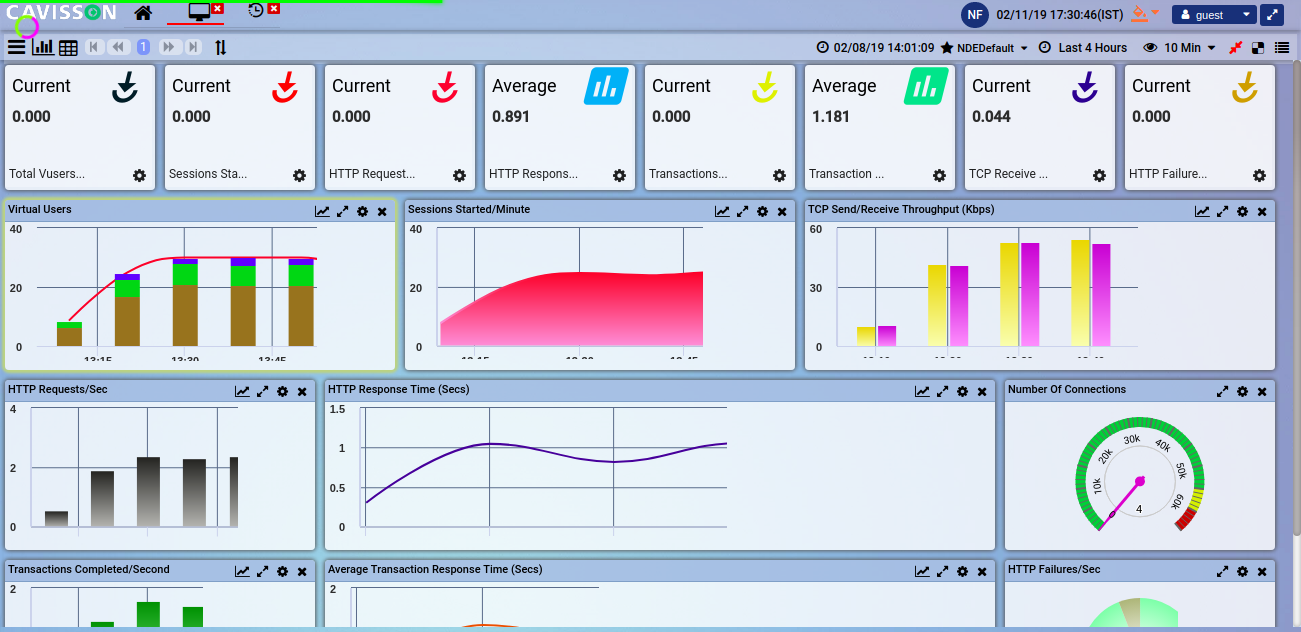 CAVISSON
NF
02/11/19 17:30:46(IST)
guest
1
02/08/19 14:01:09
NDEDefault
Last 4 Hours
10 Min
Current
0.000
Total Vusers...
Current
0.000
Sessions Sta...
Current
0.000
HTTP Request...
Average
0.891
HTTP Respons...
Current
0.000
Transactions...
Average
1.181
Transaction ...
Current
0.044
TCP Receive ...
Current
0.000
HTTP Failure...
Virtual Users
40
20
0
13:15
13:30
13:45
Sessions Started/Minute
40
20
0
TCP Send/Receive Throughput (Kbps)
60
30
0
HTTP Requests/Sec
4
2
0
HTTP Response Time (Secs)
1.5
1
0.5
0
Number Of Connections
10k
20k
30k
40k
50k
60k
4
Transactions Completed/Second
2
Average Transaction Response Time (Secs)
2
HTTP Failures/Sec